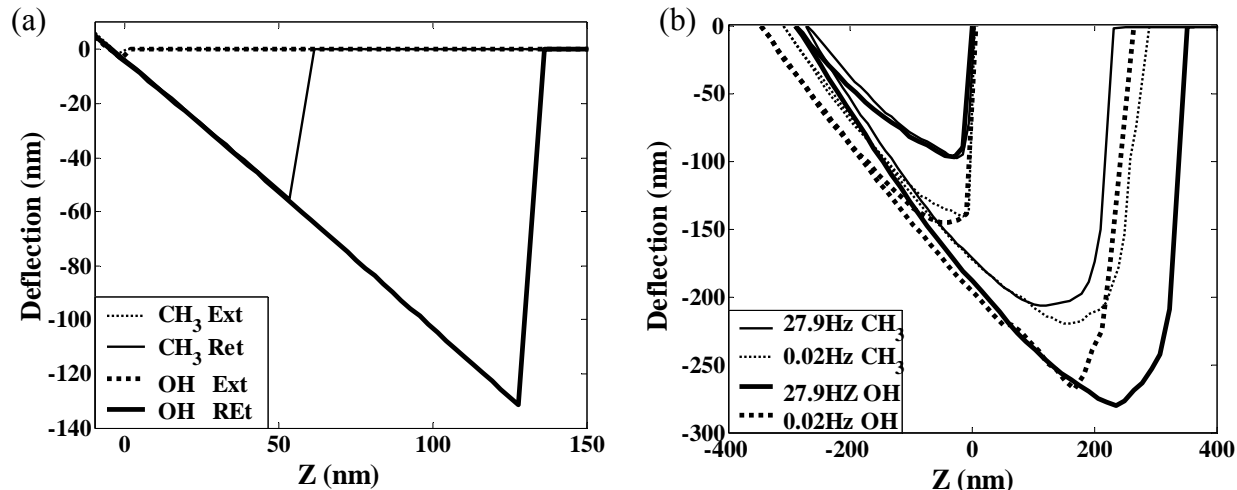 (a)
0
-20
-40
-60
-80
-100
-120
-140
Deflection (nm)
CH3 Ext
CH3 Ret
OH Ext
OH REt
0
50
100
150
Z (nm)
(b)
0
-50
-100
-150
-200
-250
-300
Deflection (nm)
27.9Hz CH3
0.02Hz CH3
27.9HZ OH
0.02Hz OH
-400
-200
0
200
400
Z (nm)